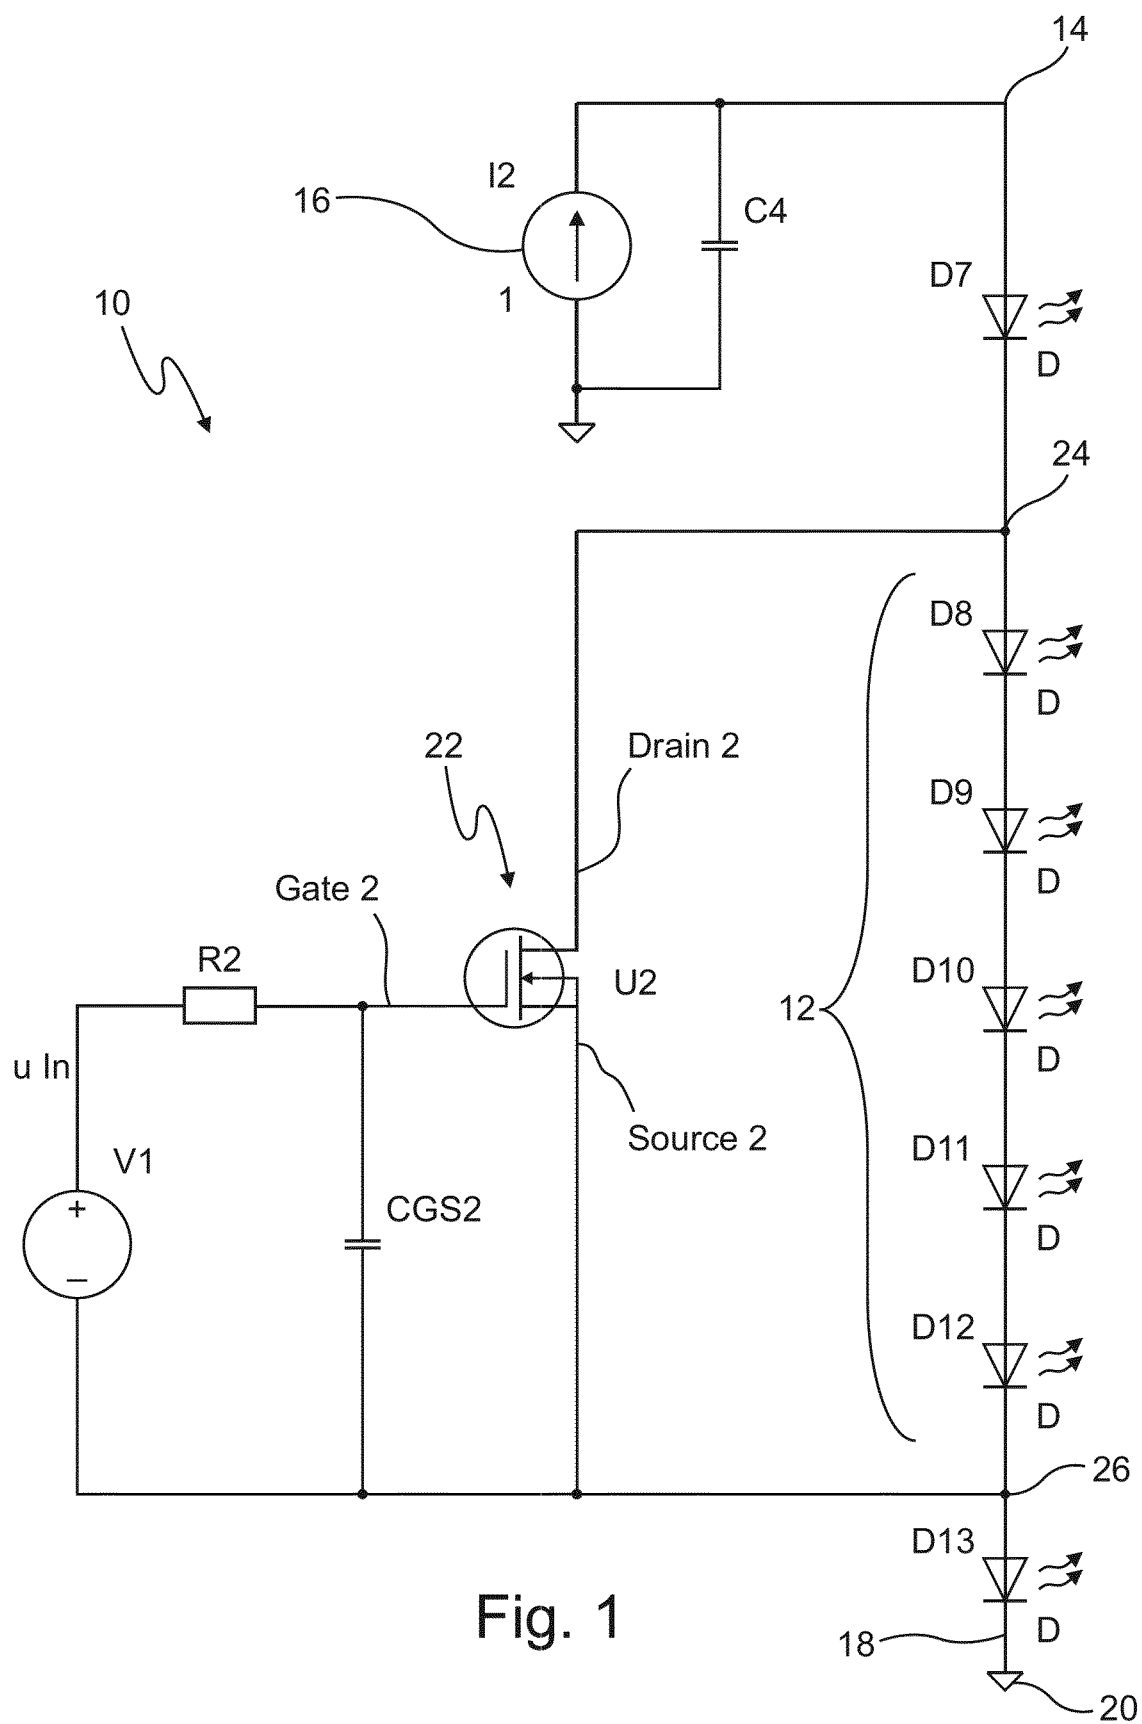 14
I2
16
C4
1
D7
10
D
24
D8
D
22
Drain 2
D9
Gate 2
D
R2
D10
U2
12
u In
D
Source 2
D11
V1
CGS2
+
D
–
D12
D
26
D13
Fig. 1
18
D
20